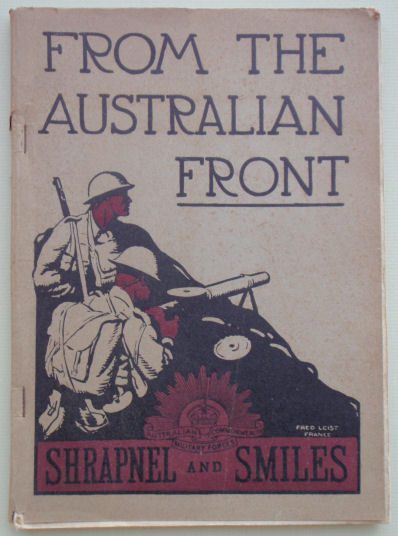 FROM THE
AUSTRALIAN
FRONT
FRED LEIST
FRANCE
AUSTRALIAN COMMONWEALTH
MILITARY FORCES
SHRAPNEL AND SMILES